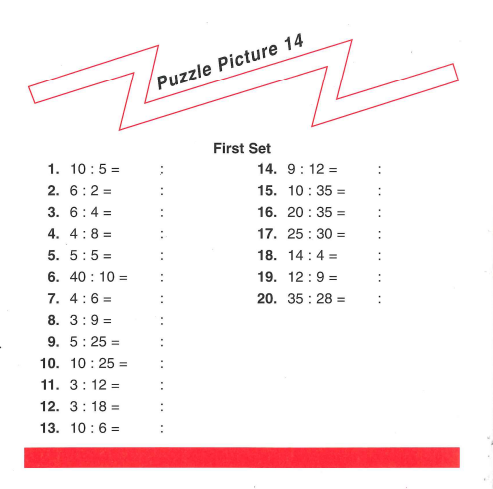 Puzzle Picture 14
First Set
1. 10 : 5 = :
2. 6 : 2 = :
3. 6 : 4 = :
4. 4 : 8 = :
5. 5 : 5 = :
6. 40 : 10 = :
7. 4 : 6 = :
8. 3 : 9 = :
9. 5 : 25 = :
10. 10 : 25 = :
11. 3 : 12 = :
12. 3 : 18 = :
13. 10 : 6 = :
14. 9 : 12 = :
15. 10 : 35 = :
16. 20 : 35 = :
17. 25 : 30 = :
18. 14 : 4 = :
19. 12 : 9 = :
20. 35 : 28 = :